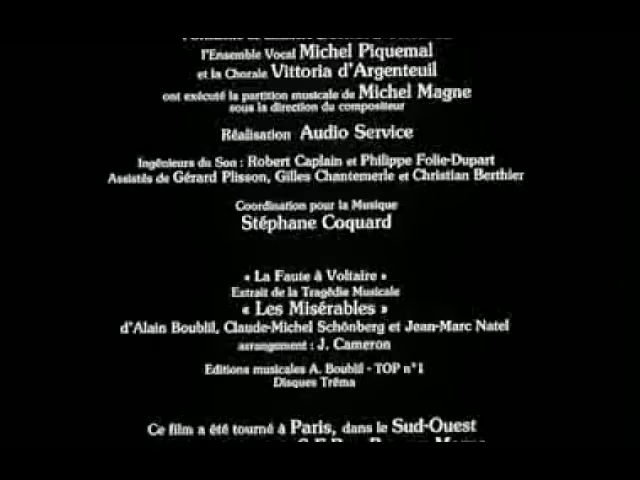 l'Ensemble Vocal Michel Piquemal
et la Chorale Vittoria d'Argenteuil
ont exécuté la partition musicale de Michel Magne
sous la direction du compositeur
Réalisation Audio Service
Ingénieurs du Son : Robert Caplain et Philippe Folie-Dupart
Assistés de Gérard Plisson, Gilles Chantemerle et Christian Berthier
Coordination pour la Musique
Stéphane Coquard
« La Faute à Voltaire »
Extrait de la Tragédie Musicale
« Les Misérables »
d'Alain Boublil, Claude-Michel Schönberg et Jean-Marc Natel
arrangement : J. Cameron
Editions musicales A. Boublil - TOP n°1
Disques Tréma
Ce film a été tourné à Paris, dans le Sud-Ouest